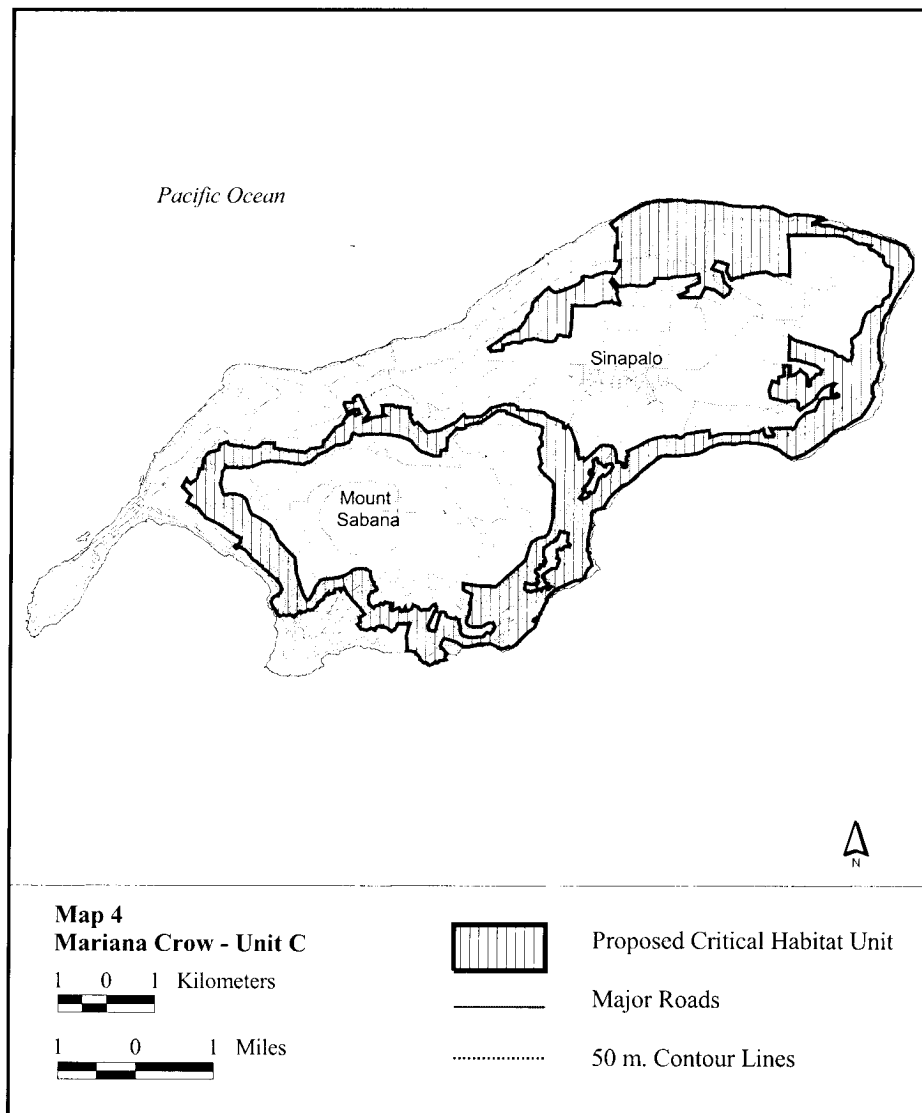 Pacific Ocean
Sinapalo
Mount
Sabana
N
Map 4
Mariana Crow - Unit C
1 0 1 Kilometers
1 0 1 Miles
Proposed Critical Habitat Unit
Major Roads
50 m. Contour Lines